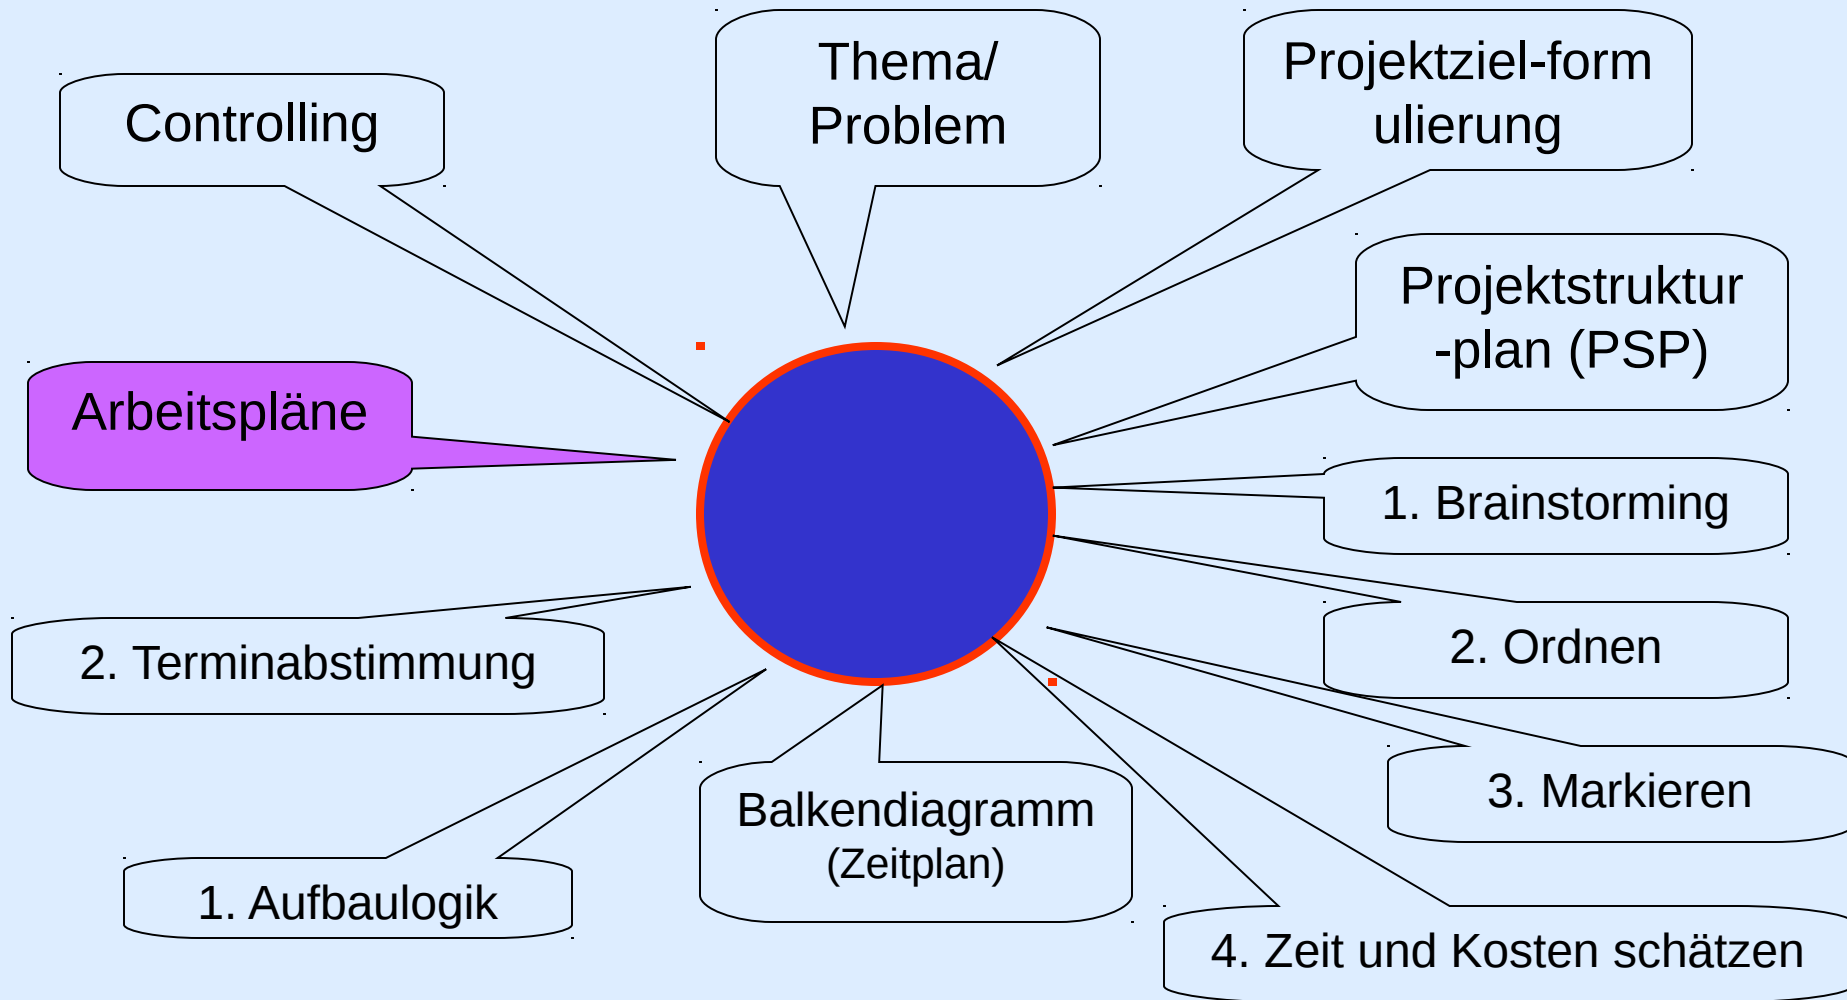 Thema/
Problem
Projektziel-form
ulierung
Projektstruktur
-plan (PSP)
1. Brainstorming
2. Ordnen
3. Markieren
4. Zeit und Kosten schätzen
Balkendiagramm
(Zeitplan)
1. Aufbaulogik
2. Terminabstimmung
Arbeitspläne
Controlling